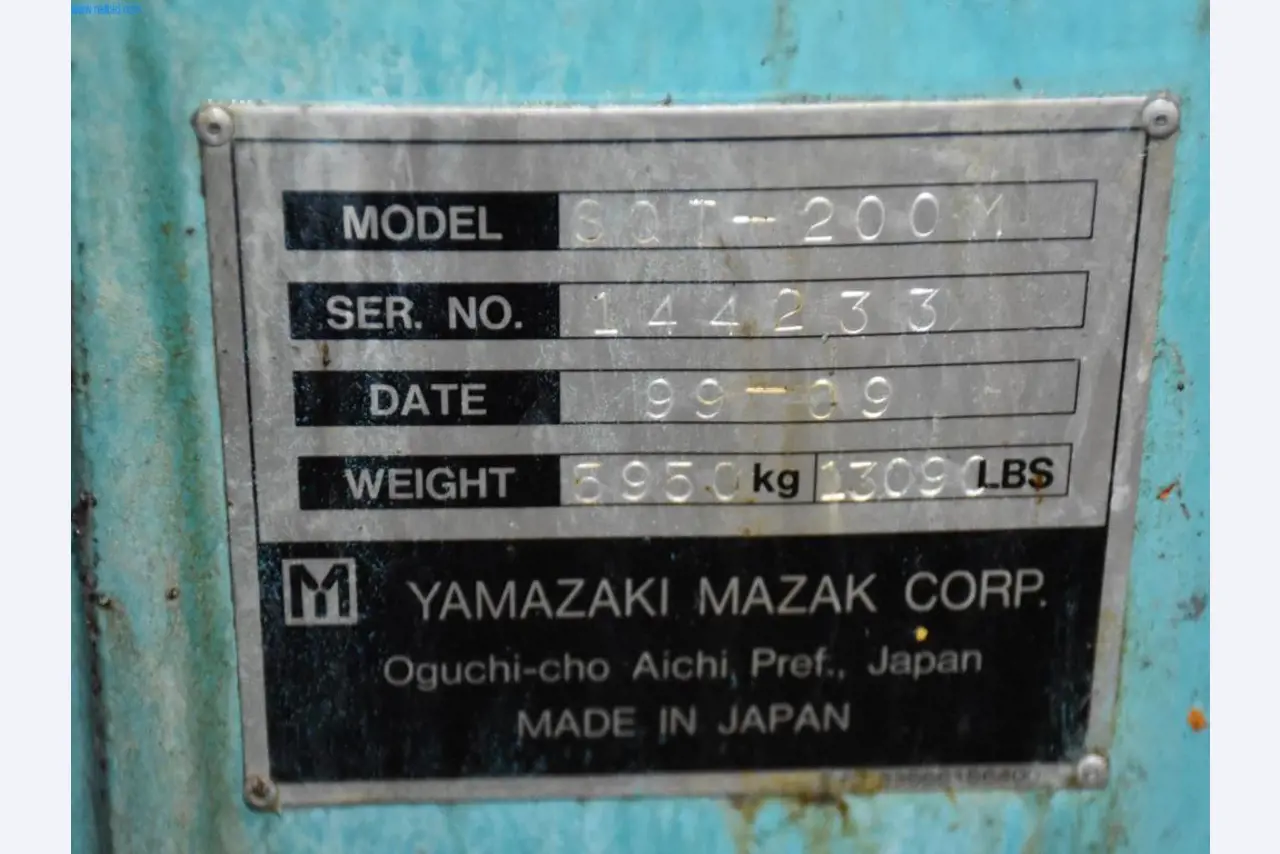 MODEL SQT-200M
SER. NO. 144233
DATE 99-09
WEIGHT 5950 kg 13090 LBS
M YAMAZAKI MAZAK CORP.
Oguchi-cho Aichi, Pref., Japan
MADE IN JAPAN